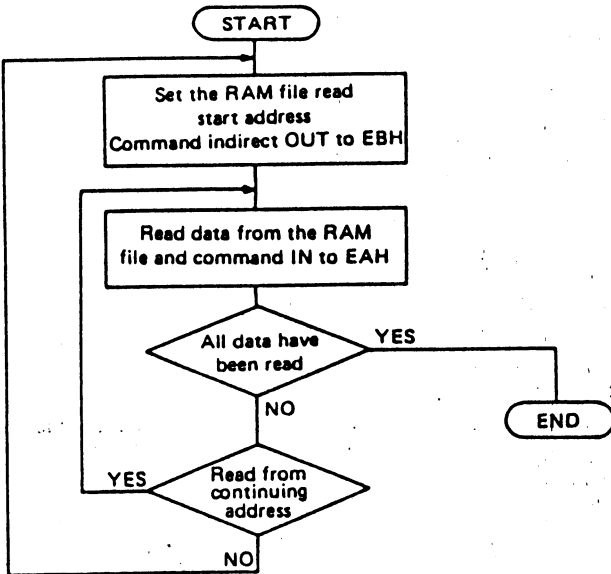 START
Set the RAM file read
start address
Command indirect OUT to EBH
Read data from the RAM
file and command IN to EAH
All data have
been read
YES
NO
END
YES
Read from
continuing
address
NO